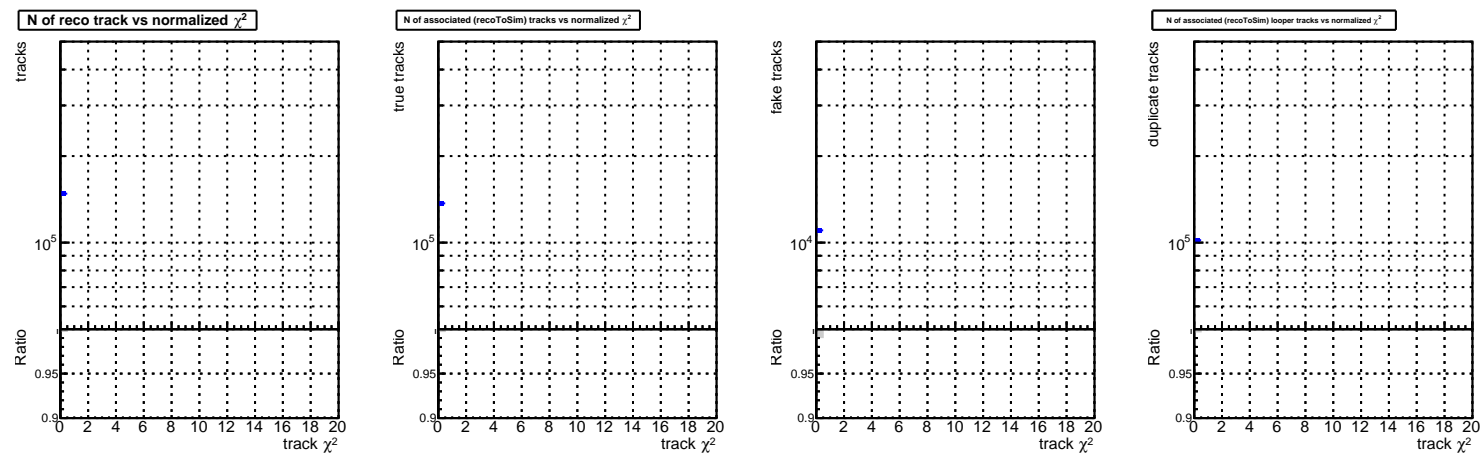 N of reco track vs normalized χ²
tracks
10⁵
Ratio
0.95
0.9
0 2 4 6 8 10 12 14 16 18 20
track χ²
N of associated (recoToSim) tracks vs normalized χ²
true tracks
10⁵
Ratio
0.95
0.9
0 2 4 6 8 10 12 14 16 18 20
track χ²
fake tracks
10⁴
Ratio
0.95
0.9
0 2 4 6 8 10 12 14 16 18 20
track χ²
N of associated (recoToSim) looper tracks vs normalized χ²
duplicate tracks
10⁵
Ratio
0.95
0.9
0 2 4 6 8 10 12 14 16 18 20
track χ²